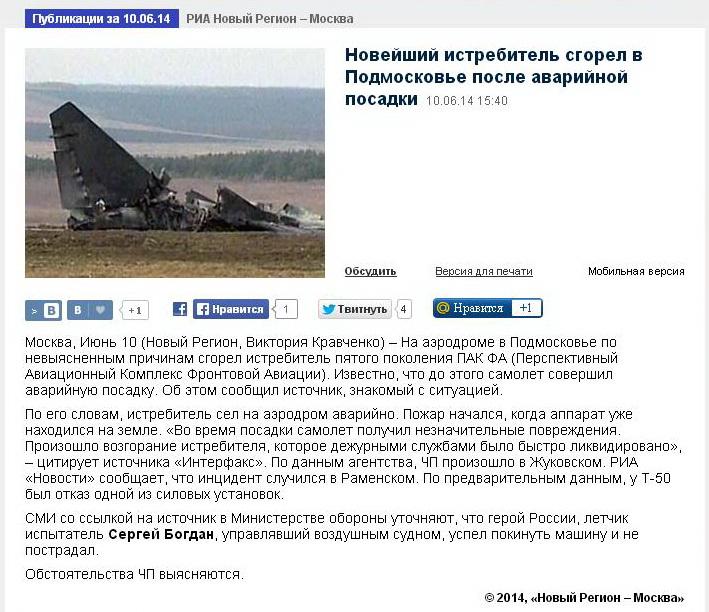 Публикации за 10.06.14 РИА Новый Регион – Москва
Новейший истребитель сгорел в
Подмосковье после аварийной
посадки 10.06.14 15:40
Обсудить Версия для печати Мобильная версия
> B B +1 Нравится 1 Твитнуть 4 @ Нравится +1
Москва, Июнь 10 (Новый Регион, Виктория Кравченко) – На аэродроме в Подмосковье по
невыясненным причинам сгорел истребитель пятого поколения ПАК ФА (Перспективный
Авиационный Комплекс Фронтовой Авиации). Известно, что до этого самолет совершил
аварийную посадку. Об этом сообщил источник, знакомый с ситуацией.
По его словам, истребитель сел на аэродром аварийно. Пожар начался, когда аппарат уже
находился на земле. «Во время посадки самолет получил незначительные повреждения.
Произошло возгорание истребителя, которое дежурными службами было быстро ликвидировано»,
– цитирует источника «Интерфакс». По данным агентства, ЧП произошло в Жуковском. РИА
«Новости» сообщает, что инцидент случился в Раменском. По предварительным данным, у Т-50
был отказ одной из силовых установок.
СМИ со ссылкой на источник в Министерстве обороны уточняют, что герой России, летчик
испытатель Сергей Богдан, управлявший воздушным судном, успел покинуть машину и не
пострадал.
Обстоятельства ЧП выясняются.
© 2014, «Новый Регион – Москва»